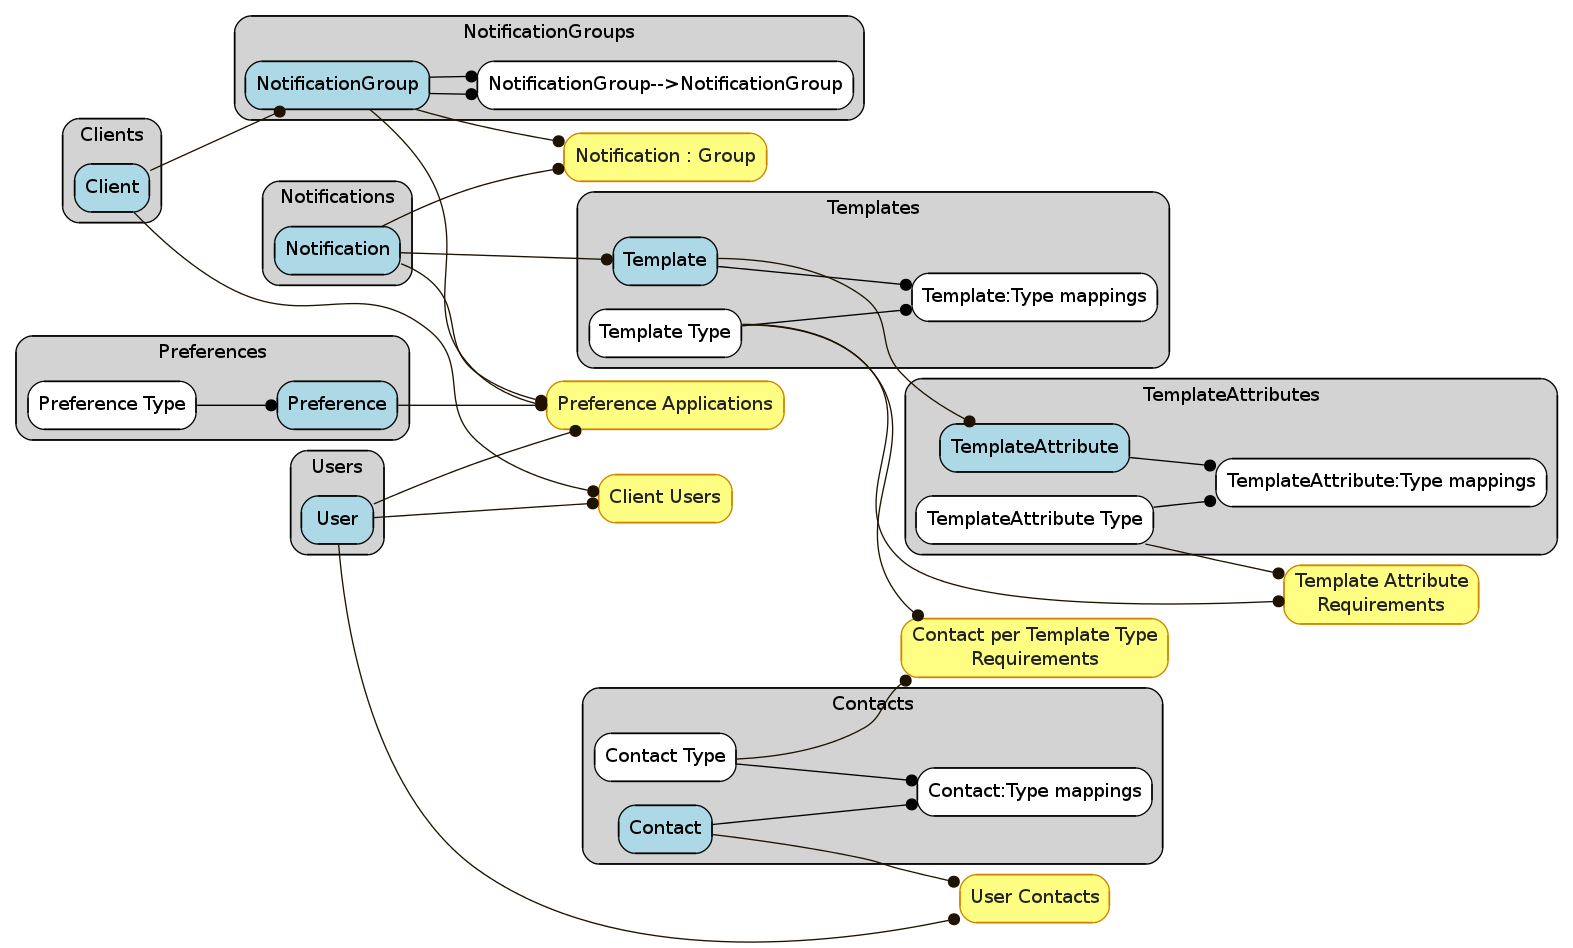 NotificationGroups
NotificationGroup
NotificationGroup-->NotificationGroup
Clients
Client
Notification : Group
Notifications
Notification
Templates
Template
Template:Type mappings
Template Type
Preferences
Preference Type
Preference
Preference Applications
TemplateAttributes
TemplateAttribute
TemplateAttribute:Type mappings
TemplateAttribute Type
Users
User
Client Users
Template Attribute
Requirements
Contact per Template Type
Requirements
Contacts
Contact Type
Contact:Type mappings
Contact
User Contacts